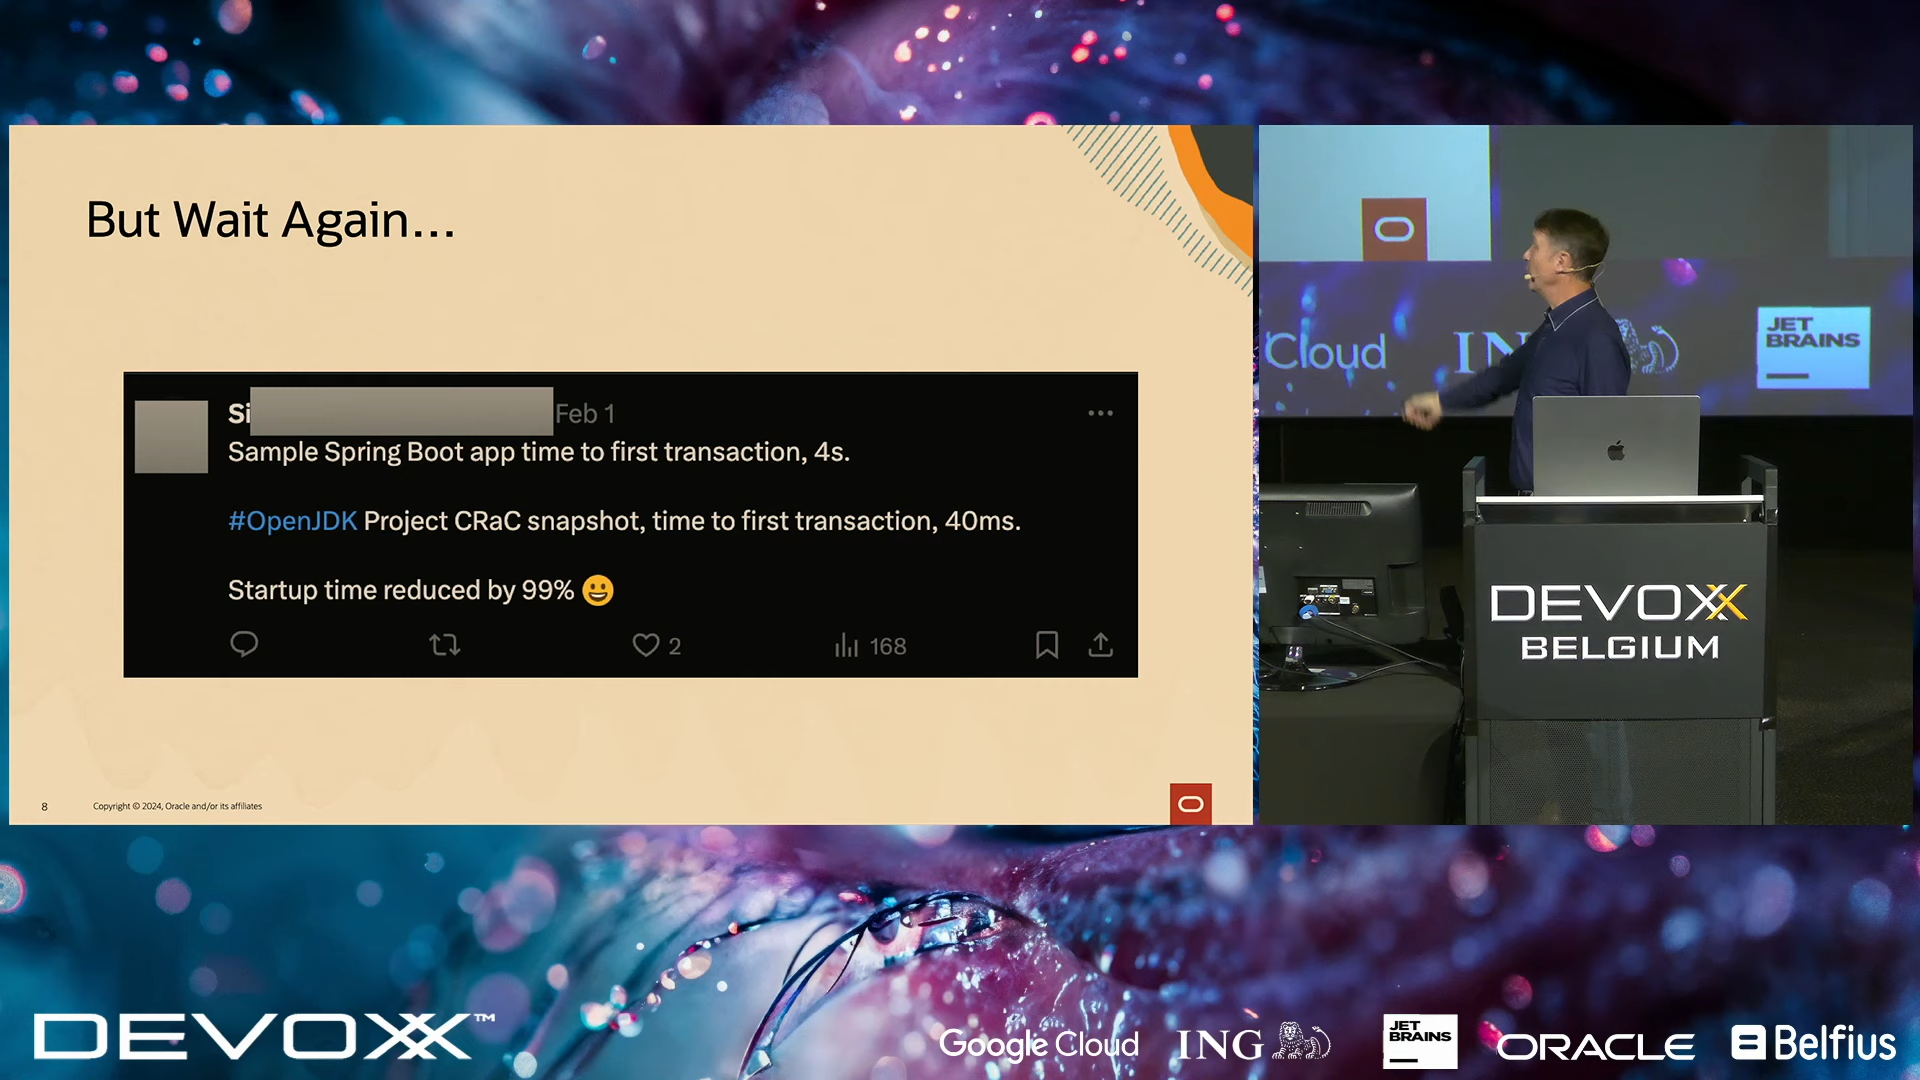 But Wait Again...
Si
Feb 1
Sample Spring Boot app time to first transaction, 4s.
#OpenJDK Project CRaC snapshot, time to first transaction, 40ms.
Startup time reduced by 99% 😀
2
168
8
Copyright © 2024, Oracle and/or its affiliates
Cloud
ING
JET
BRAINS
DEVOXX
BELGIUM
DEVOXX™
Google Cloud
ING
JET
BRAINS
ORACLE
Belfius